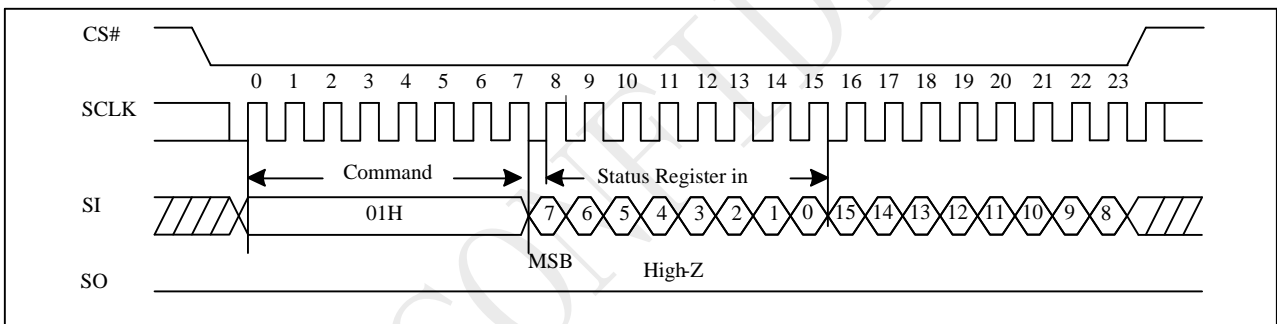 CS#
0 1 2 3 4 5 6 7 8 9 10 11 12 13 14 15 16 17 18 19 20 21 22 23
SCLK
Command Status Register in
SI 01H 7 6 5 4 3 2 1 0 15 14 13 12 11 10 9 8
MSB High-Z
SO